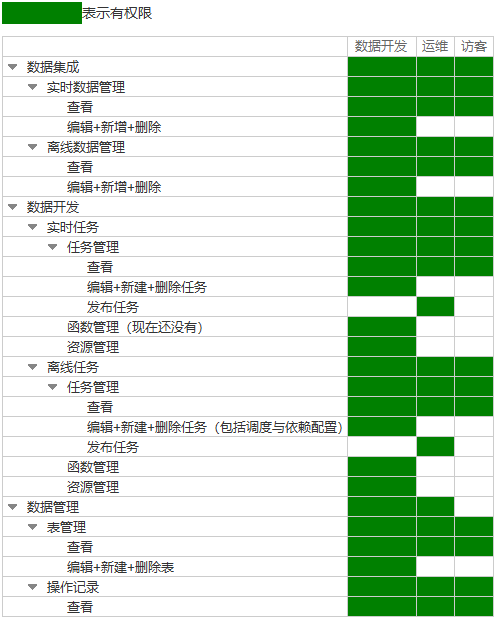 表示有权限
数据开发 运维 访客
数据集成
实时数据管理
查看
编辑+新增+删除
离线数据管理
查看
编辑+新增+删除
数据开发
实时任务
任务管理
查看
编辑+新建+删除任务
发布任务
函数管理（现在还没有）
资源管理
离线任务
任务管理
查看
编辑+新建+删除任务（包括调度与依赖配置）
发布任务
函数管理
资源管理
数据管理
表管理
查看
编辑+新建+删除表
操作记录
查看